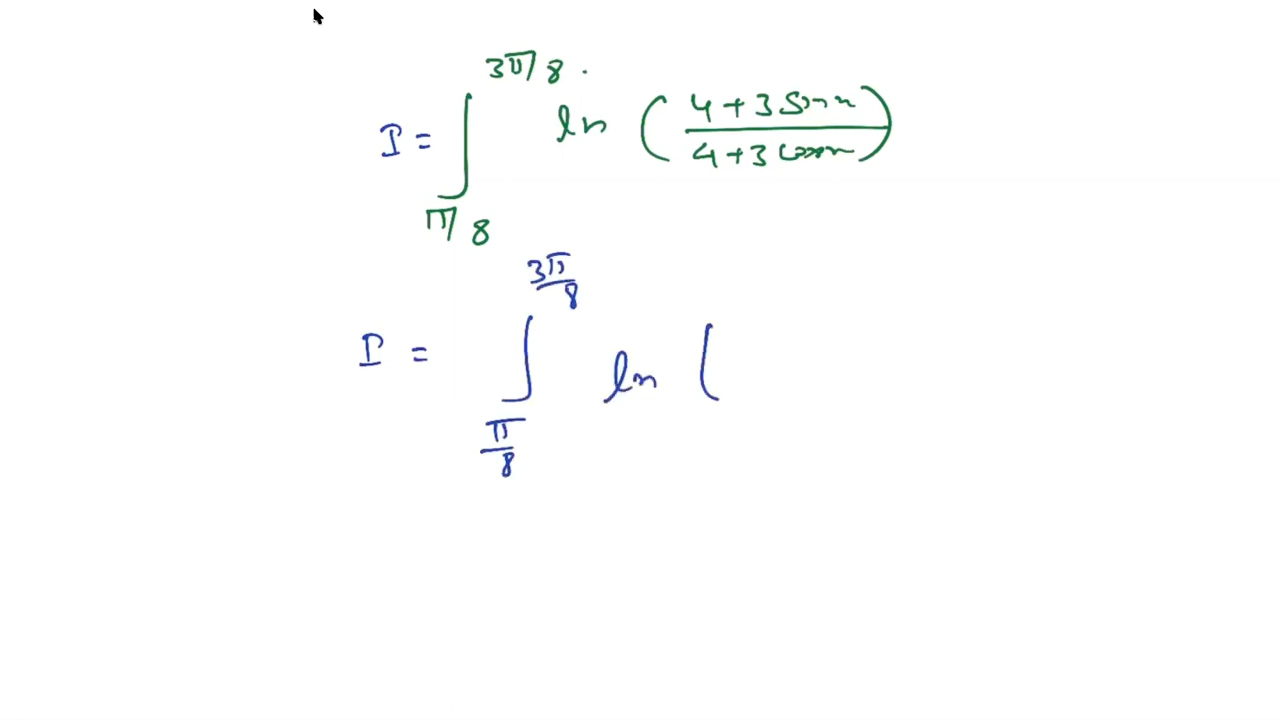 I = ∫_{π/8}^{3π/8} ln ( (4 + 3 sin x) / (4 + 3 cos x) )
I = ∫_{π/8}^{3π/8} ln (